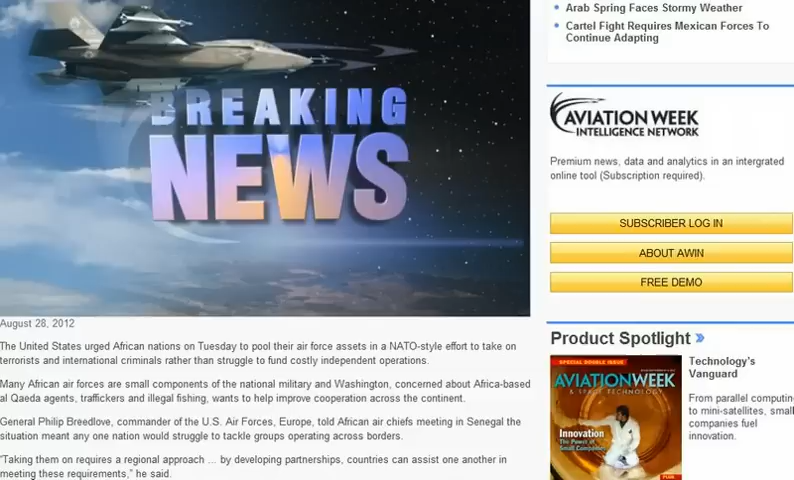 Arab Spring Faces Stormy Weather
Cartel Fight Requires Mexican Forces To
Continue Adapting
BREAKING
NEWS
AVIATION WEEK
INTELLIGENCE NETWORK
Premium news, data and analytics in an intergrated
online tool (Subscription required).
SUBSCRIBER LOG IN
ABOUT AWIN
FREE DEMO
August 28, 2012
The United States urged African nations on Tuesday to pool their air force assets in a NATO-style effort to take on
terrorists and international criminals rather than struggle to fund costly independent operations.
Many African air forces are small components of the national military and Washington, concerned about Africa-based
al Qaeda agents, traffickers and illegal fishing, wants to help improve cooperation across the continent.
General Philip Breedlove, commander of the U.S. Air Forces, Europe, told African air chiefs meeting in Senegal the
situation meant any one nation would struggle to tackle groups operating across borders.
"Taking them on requires a regional approach ... by developing partnerships, countries can assist one another in
meeting these requirements," he said.
Product Spotlight »
SPECIAL DOUBLE ISSUE
AVIATION WEEK
& SPACE TECHNOLOGY
Innovation
The Power of
Small Companies
PLUS
Technology's
Vanguard
From parallel computin
to mini-satellites, small
companies fuel
innovation.